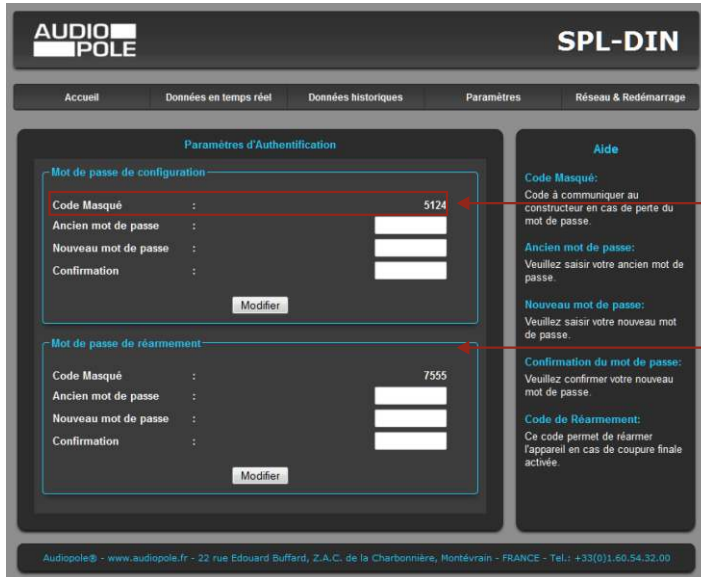 AUDIO
POLE
SPL-DIN
Accueil Données en temps réel Données historiques Paramètres Réseau & Redémarrage
Paramètres d'Authentification
Mot de passe de configuration
Code Masqué : 5124
Ancien mot de passe :
Nouveau mot de passe :
Confirmation :
Modifier
Mot de passe de réarmement
Code Masqué : 7555
Ancien mot de passe :
Nouveau mot de passe :
Confirmation :
Modifier
Aide
Code Masqué:
Code à communiquer au
constructeur en cas de perte du
mot de passe.
Ancien mot de passe:
Veuillez saisir votre ancien mot de
passe.
Nouveau mot de passe:
Veuillez saisir votre nouveau mot
de passe.
Confirmation du mot de passe:
Veuillez confirmer votre nouveau
mot de passe.
Code de Réarmement:
Ce code permet de réarmer
l'appareil en cas de coupure finale
activée.
Audiopole® - www.audiopole.fr - 22 rue Edouard Buffard, Z.A.C. de la Charbonnière, Montévrain - FRANCE - Tel.: +33(0)1.60.54.32.00